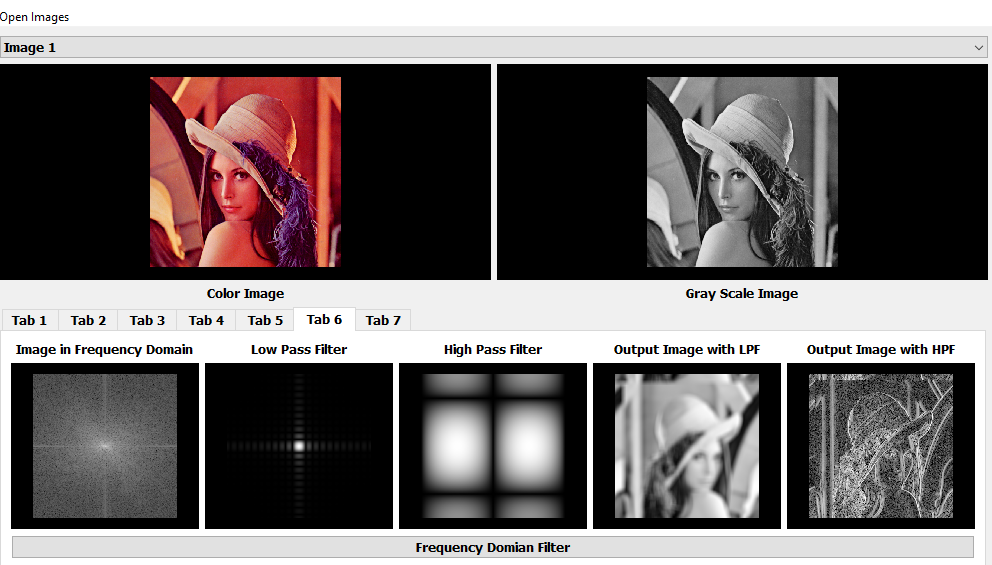 Open Images
Image 1
Color Image Gray Scale Image
Tab 1 Tab 2 Tab 3 Tab 4 Tab 5 Tab 6 Tab 7
Image in Frequency Domain Low Pass Filter High Pass Filter Output Image with LPF Output Image with HPF
Frequency Domian Filter